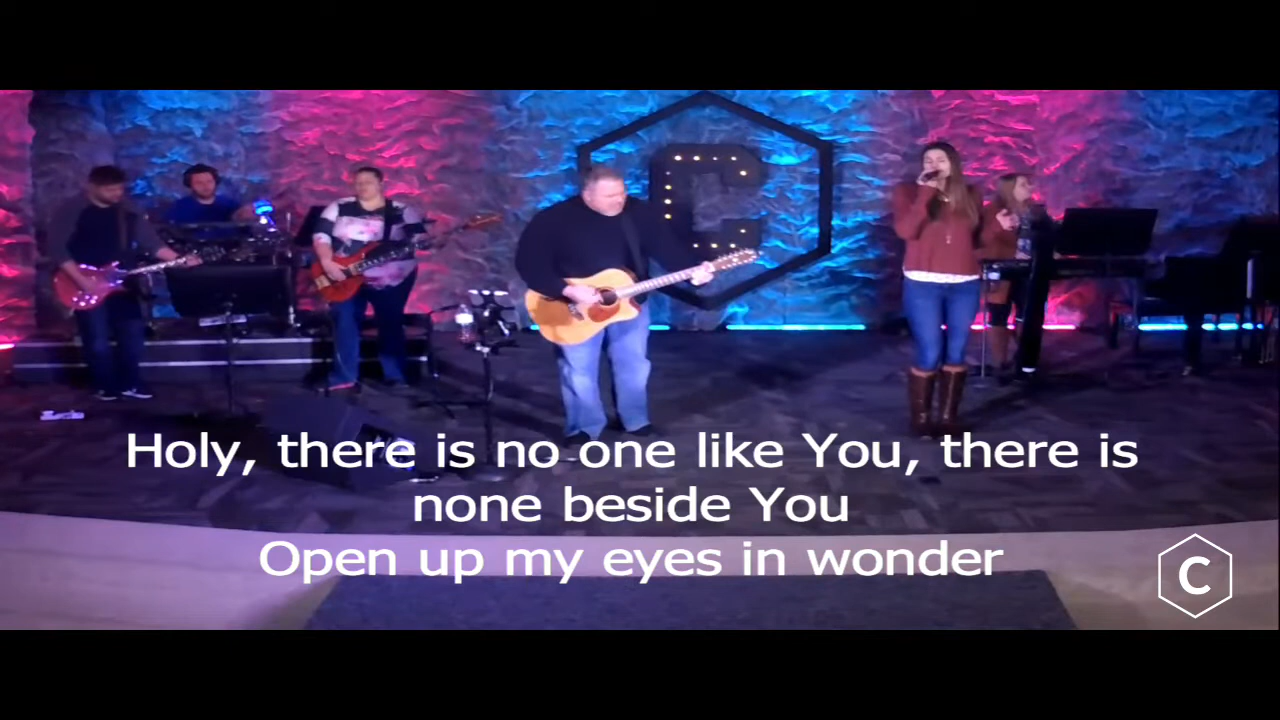 C
Holy, there is no one like You, there is
none beside You
Open up my eyes in wonder
C